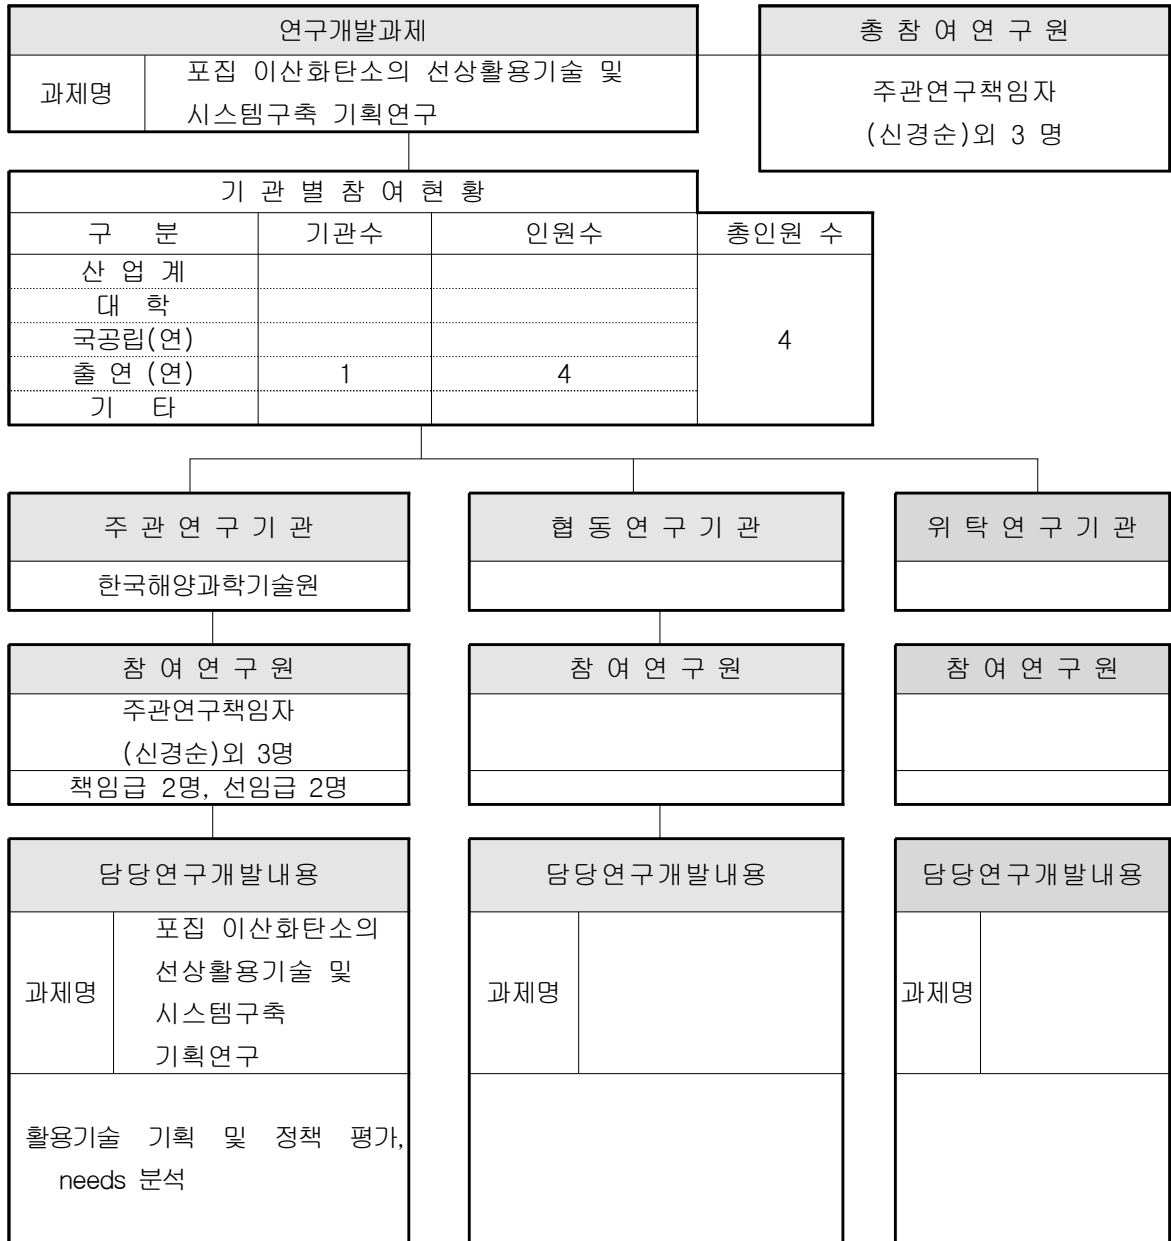 연구개발과제
총 참 여 연 구 원
과제명
포집 이산화탄소의 선상활용기술 및
시스템구축 기획연구
주관연구책임자
(신경순)외 3 명
기 관 별 참 여 현 황
구 분 기관수 인원수 총인원 수
산 업 계
대 학
국공립(연)
4
출 연 (연) 1 4
기 타
주 관 연 구 기 관
한국해양과학기술원
협 동 연 구 기 관
위 탁 연 구 기 관
참 여 연 구 원
주관연구책임자
(신경순)외 3명
책임급 2명, 선임급 2명
참 여 연 구 원
참 여 연 구 원
담당연구개발내용
과제명
포집 이산화탄소의
선상활용기술 및
시스템구축
기획연구
활용기술 기획 및 정책 평가,
needs 분석
담당연구개발내용
과제명
담당연구개발내용
과제명